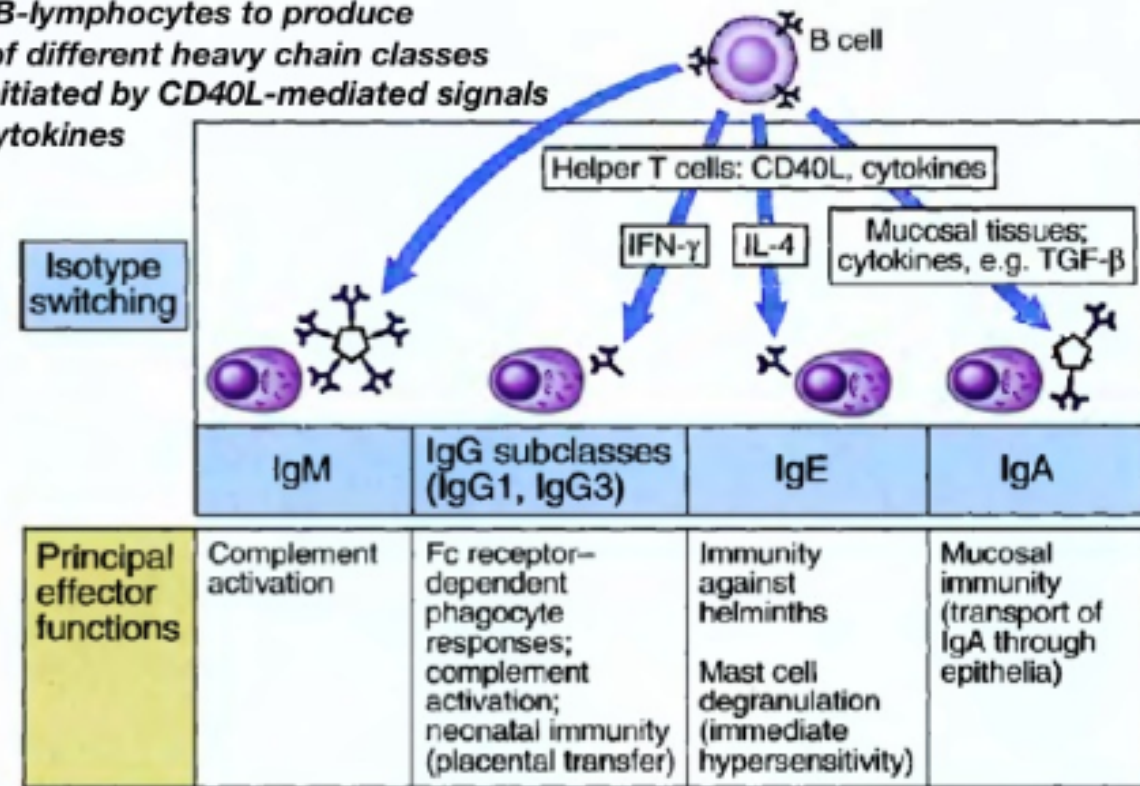 B-lymphocytes to produce
of different heavy chain classes
itiated by CD40L-mediated signals
ytokines
B cell
Helper T cells: CD40L, cytokines
IFN-γ
IL-4
Mucosal tissues;
cytokines, e.g. TGF-β
Isotype
switching
IgM
IgG subclasses
(IgG1, IgG3)
IgE
IgA
Principal
effector
functions
Complement
activation
Fc receptor–
dependent
phagocyte
responses;
complement
activation;
neonatal immunity
(placental transfer)
Immunity
against
helminths
Mast cell
degranulation
(immediate
hypersensitivity)
Mucosal
immunity
(transport of
IgA through
epithelia)